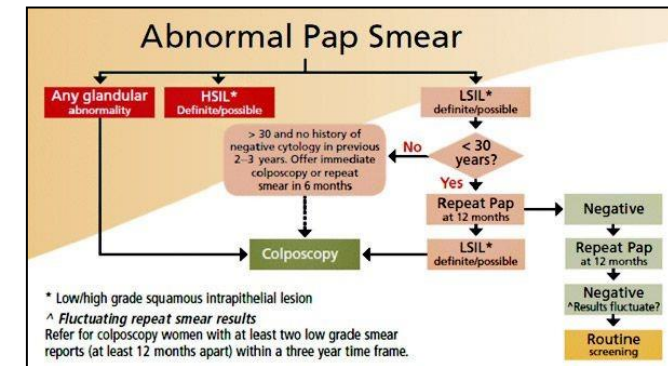 Abnormal Pap Smear
Any glandular
abnormality
HSIL*
Definite/possible
LSIL*
definite/possible
> 30 and no history of
negative cytology in previous
2–3 years. Offer immediate
colposcopy or repeat
smear in 6 months
No
< 30
years?
Yes
Repeat Pap
at 12 months
Negative
Colposcopy
LSIL*
definite/possible
Repeat Pap
at 12 months
Negative
^Results fluctuate?
Routine
screening
* Low/high grade squamous intrapithelial lesion
^ Fluctuating repeat smear results
Refer for colposcopy women with at least two low grade smear
reports (at least 12 months apart) within a three year time frame.